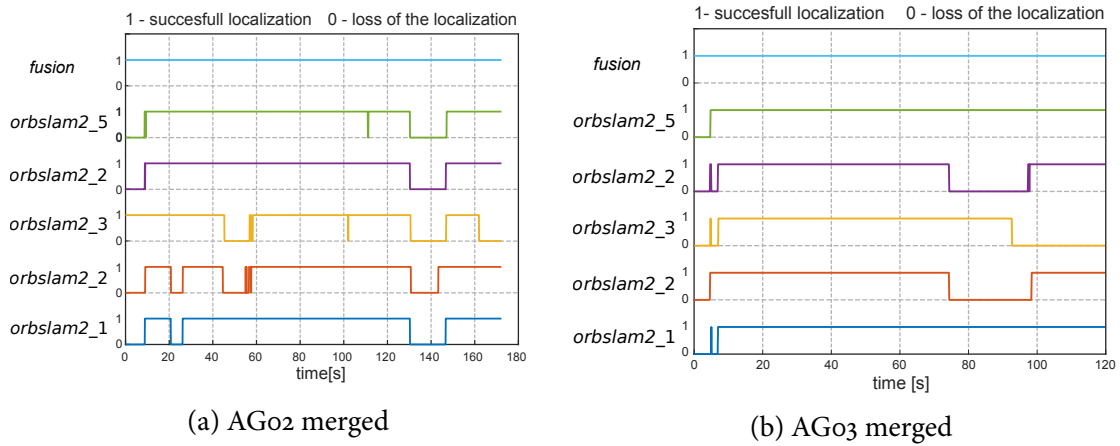 1 - succesfull localization 0 - loss of the localization
fusion
1
0
orbslam2_5
1
0
orbslam2_2
1
0
orbslam2_3
1
0
orbslam2_2
1
0
orbslam2_1
1
0
0 20 40 60 80 100 120 140 160 180
time[s]
(a) AG02 merged
1- succesfull localization 0 - loss of the localization
fusion
1
0
orbslam2_5
1
0
orbslam2_2
1
0
orbslam2_3
1
0
orbslam2_2
1
0
orbslam2_1
1
0
0 20 40 60 80 100 120
time [s]
(b) AG03 merged